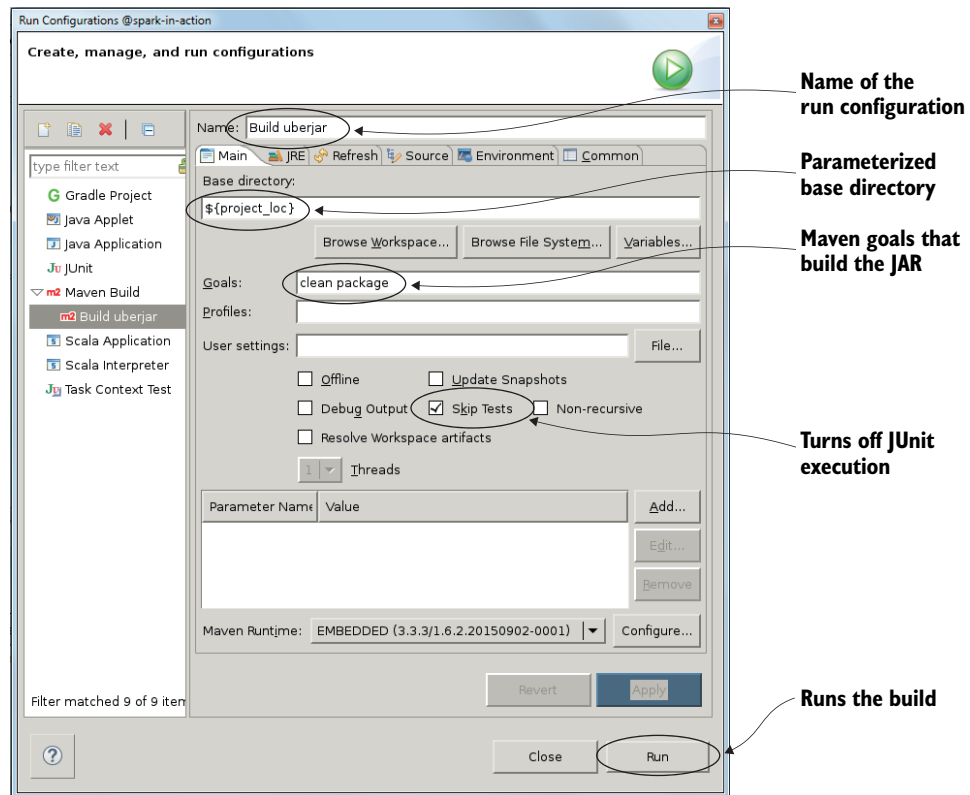 Run Configurations @spark-in-action
Create, manage, and run configurations
type filter text
Gradle Project
Java Applet
Java Application
JUnit
Maven Build
Build uberjar
Scala Application
Scala Interpreter
Task Context Test
Filter matched 9 of 9 item
Name: Build uberjar
Main JRE Refresh Source Environment Common
Base directory:
${project_loc}
Browse Workspace... Browse File System... Variables...
Goals: clean package
Profiles:
User settings: File...
Offline Update Snapshots
Debug Output Skip Tests Non-recursive
Resolve Workspace artifacts
1 Threads
Parameter Name Value Add...
Edit...
Remove
Maven Runtime: EMBEDDED (3.3.3/1.6.2.20150902-0001) Configure...
Revert Apply
? Close Run
Name of the
run configuration
Parameterized
base directory
Maven goals that
build the JAR
Turns off JUnit
execution
Runs the build